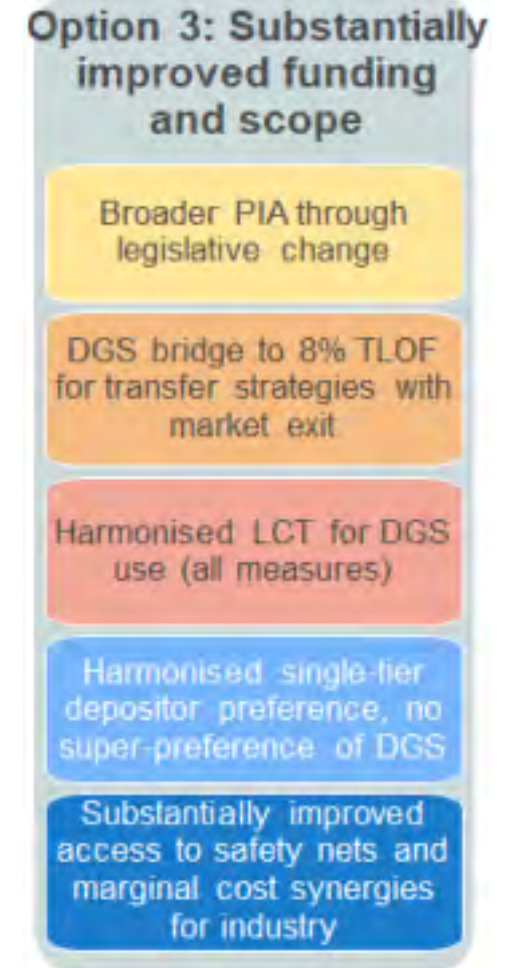 Option 3: Substantially
improved funding
and scope
Broader PIA through
legislative change
DGS bridge to 8% TLOF
for transfer strategies with
market exit
Harmonised LCT for DGS
use (all measures)
Harmonised single-tier
depositor preference, no
super-preference of DGS
Substantially improved
access to safety nets and
marginal cost synergies
for industry